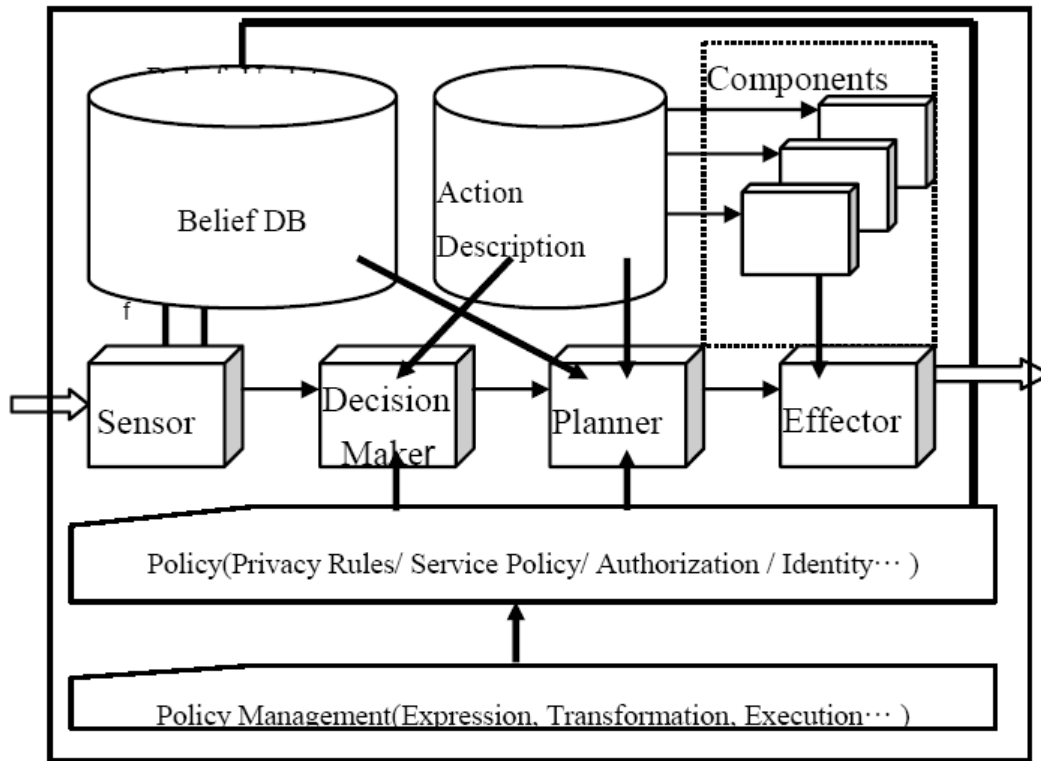 Components
Action
Description
Belief DB
f
Sensor
Decision
Maker
Planner
Effector
Policy(Privacy Rules/ Service Policy/ Authorization / Identity··· )
Policy Management(Expression, Transformation, Execution··· )